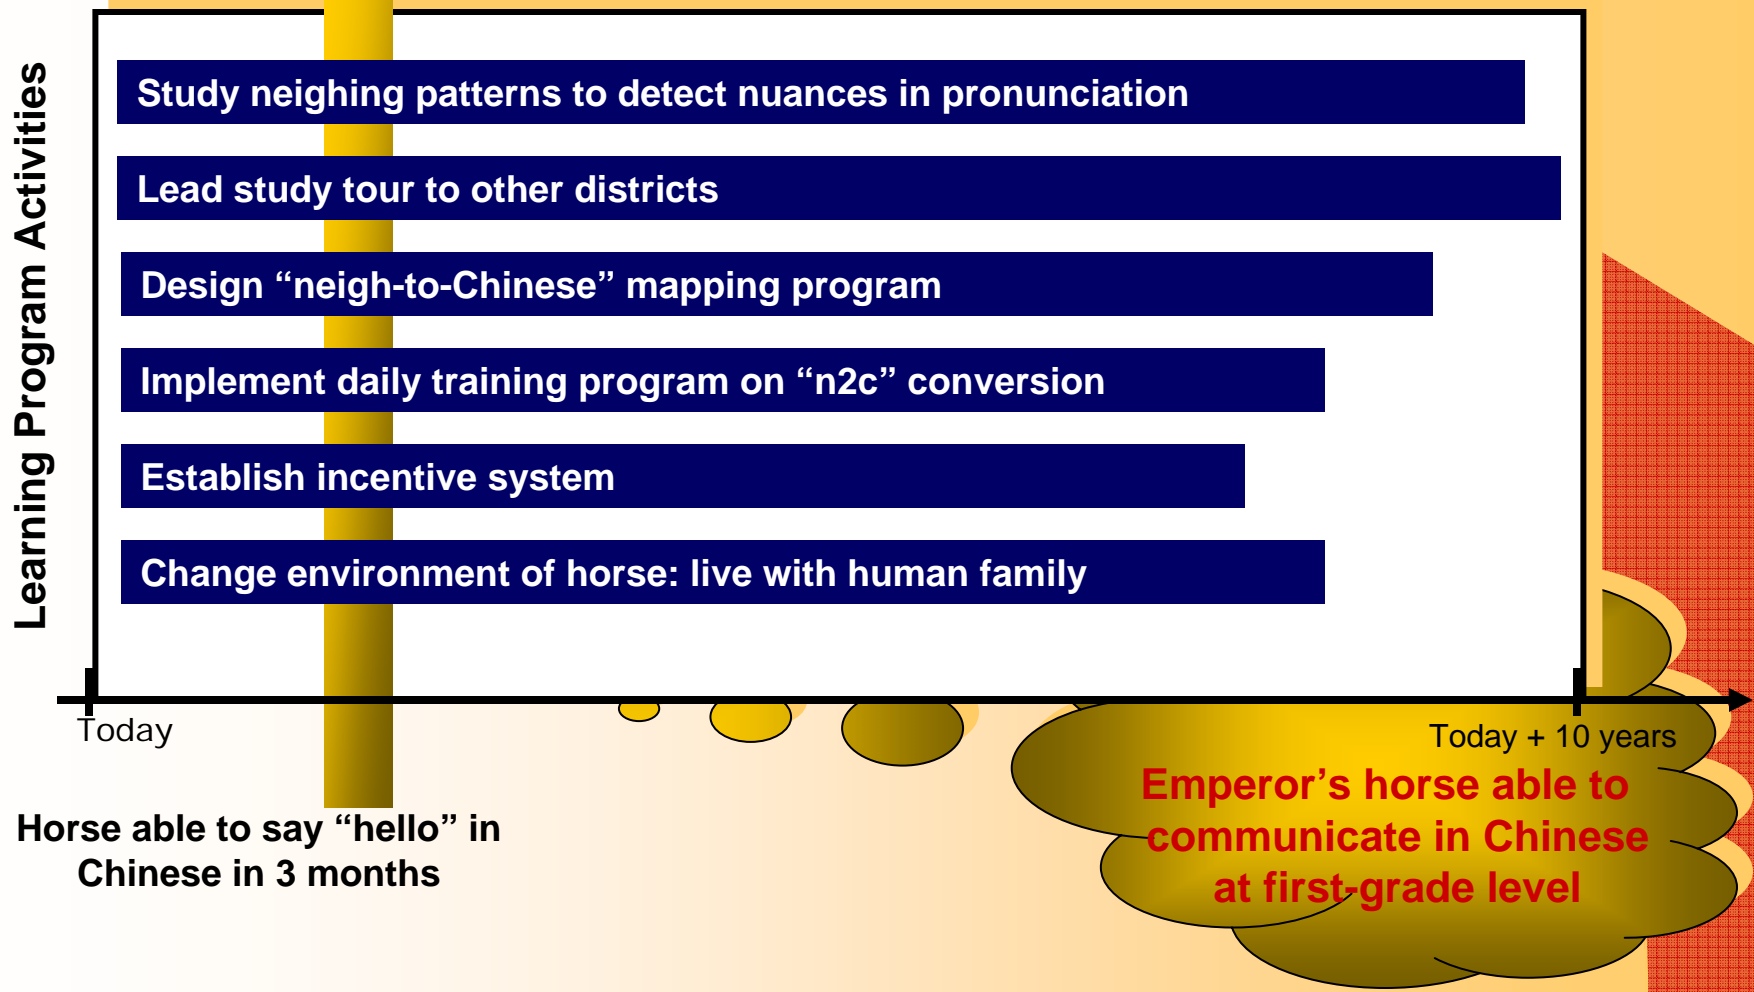 Learning Program Activities
Study neighing patterns to detect nuances in pronunciation
Lead study tour to other districts
Design “neigh-to-Chinese” mapping program
Implement daily training program on “n2c” conversion
Establish incentive system
Change environment of horse: live with human family
Today
Today + 10 years
Horse able to say “hello” in
Chinese in 3 months
Emperor’s horse able to
communicate in Chinese
at first-grade level